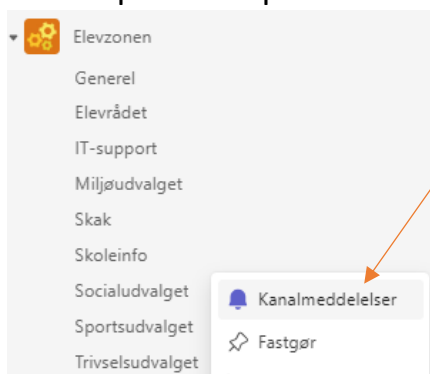 Elevzonen
Generel
Elevrådet
IT-support
Miljøudvalget
Skak
Skoleinfo
Socialudvalget
Kanalmeddelelser
Sportsudvalget
Fastgør
Trivselsudvalget